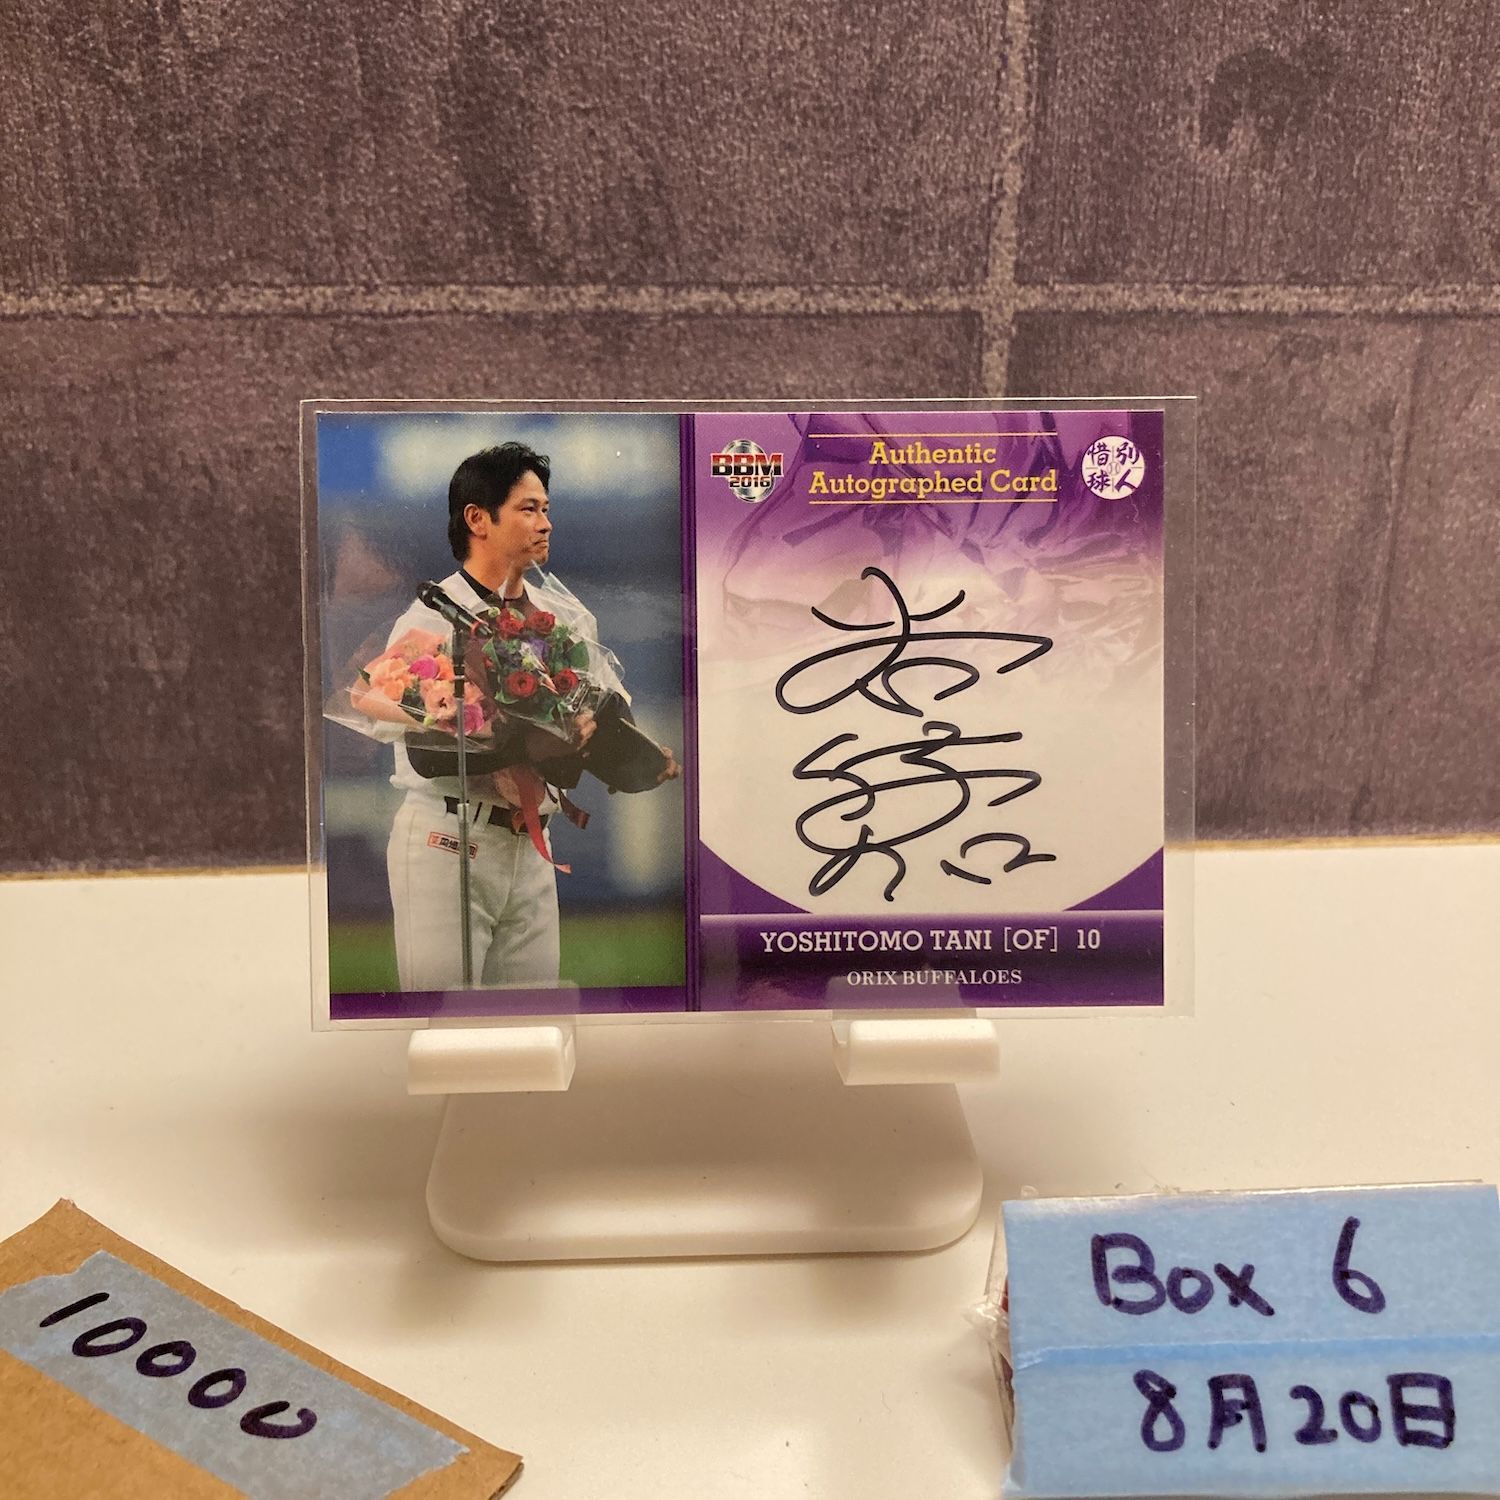 BBM
2016
Authentic
Autographed Card
惜別
球人
YOSHITOMO TANI [OF] 10
ORIX BUFFALOES
10000
Box 6
8月20日